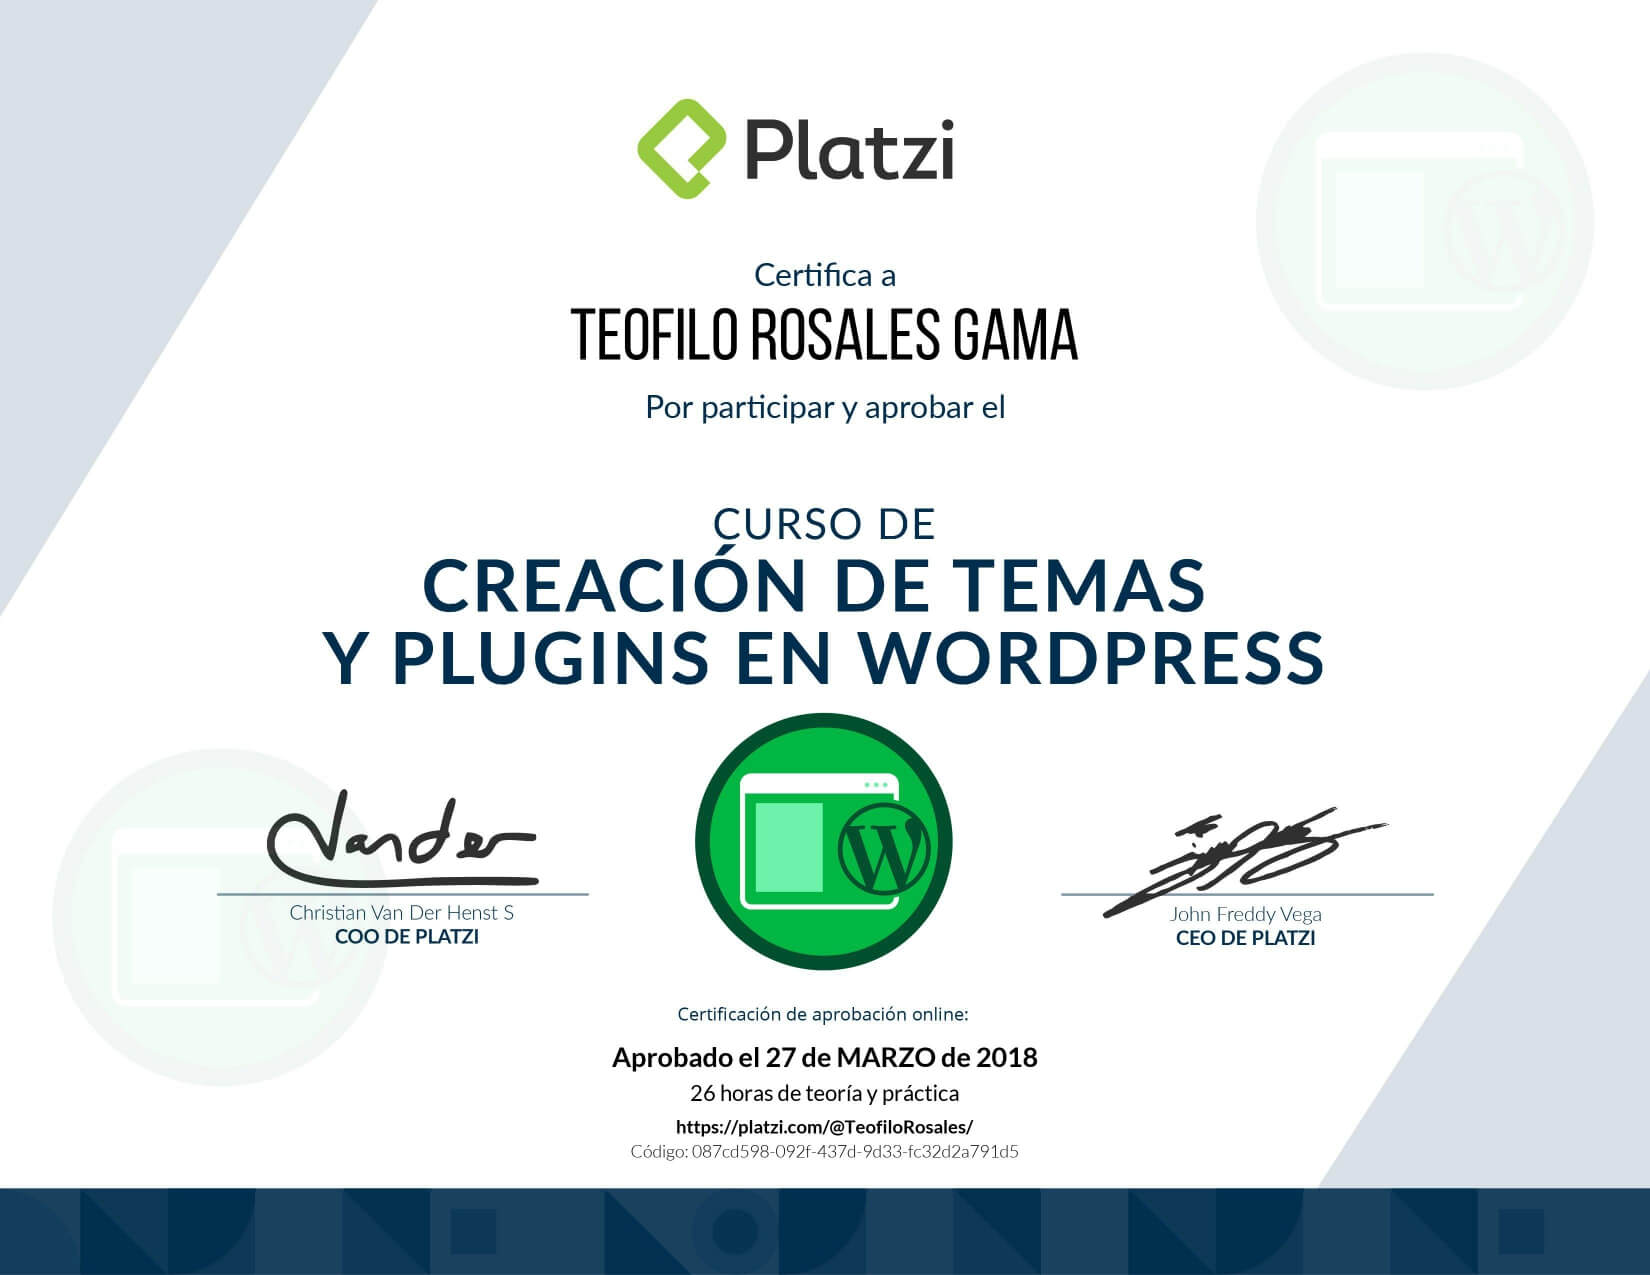 Platzi
Certifica a
TEOFILO ROSALES GAMA
Por participar y aprobar el
CURSO DE
CREACIÓN DE TEMAS
Y PLUGINS EN WORDPRESS
Vander
Christian Van Der Henst S
COO DE PLATZI
W
John Freddy Vega
CEO DE PLATZI
Certificación de aprobación online:
Aprobado el 27 de MARZO de 2018
26 horas de teoría y práctica
https://platzi.com/@TeofiloRosales/
Código: 087cd598-092f-437d-9d33-fc32d2a791d5